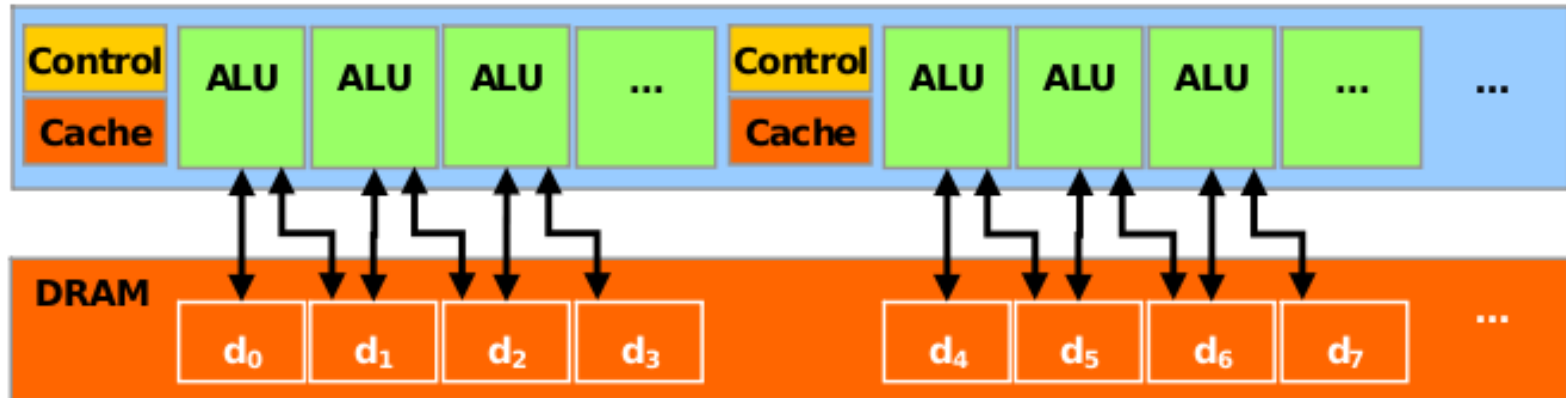 Control ALU ALU ALU ... Control ALU ALU ALU ... ...
Cache Cache
DRAM ...
d₀ d₁ d₂ d₃ d₄ d₅ d₆ d₇